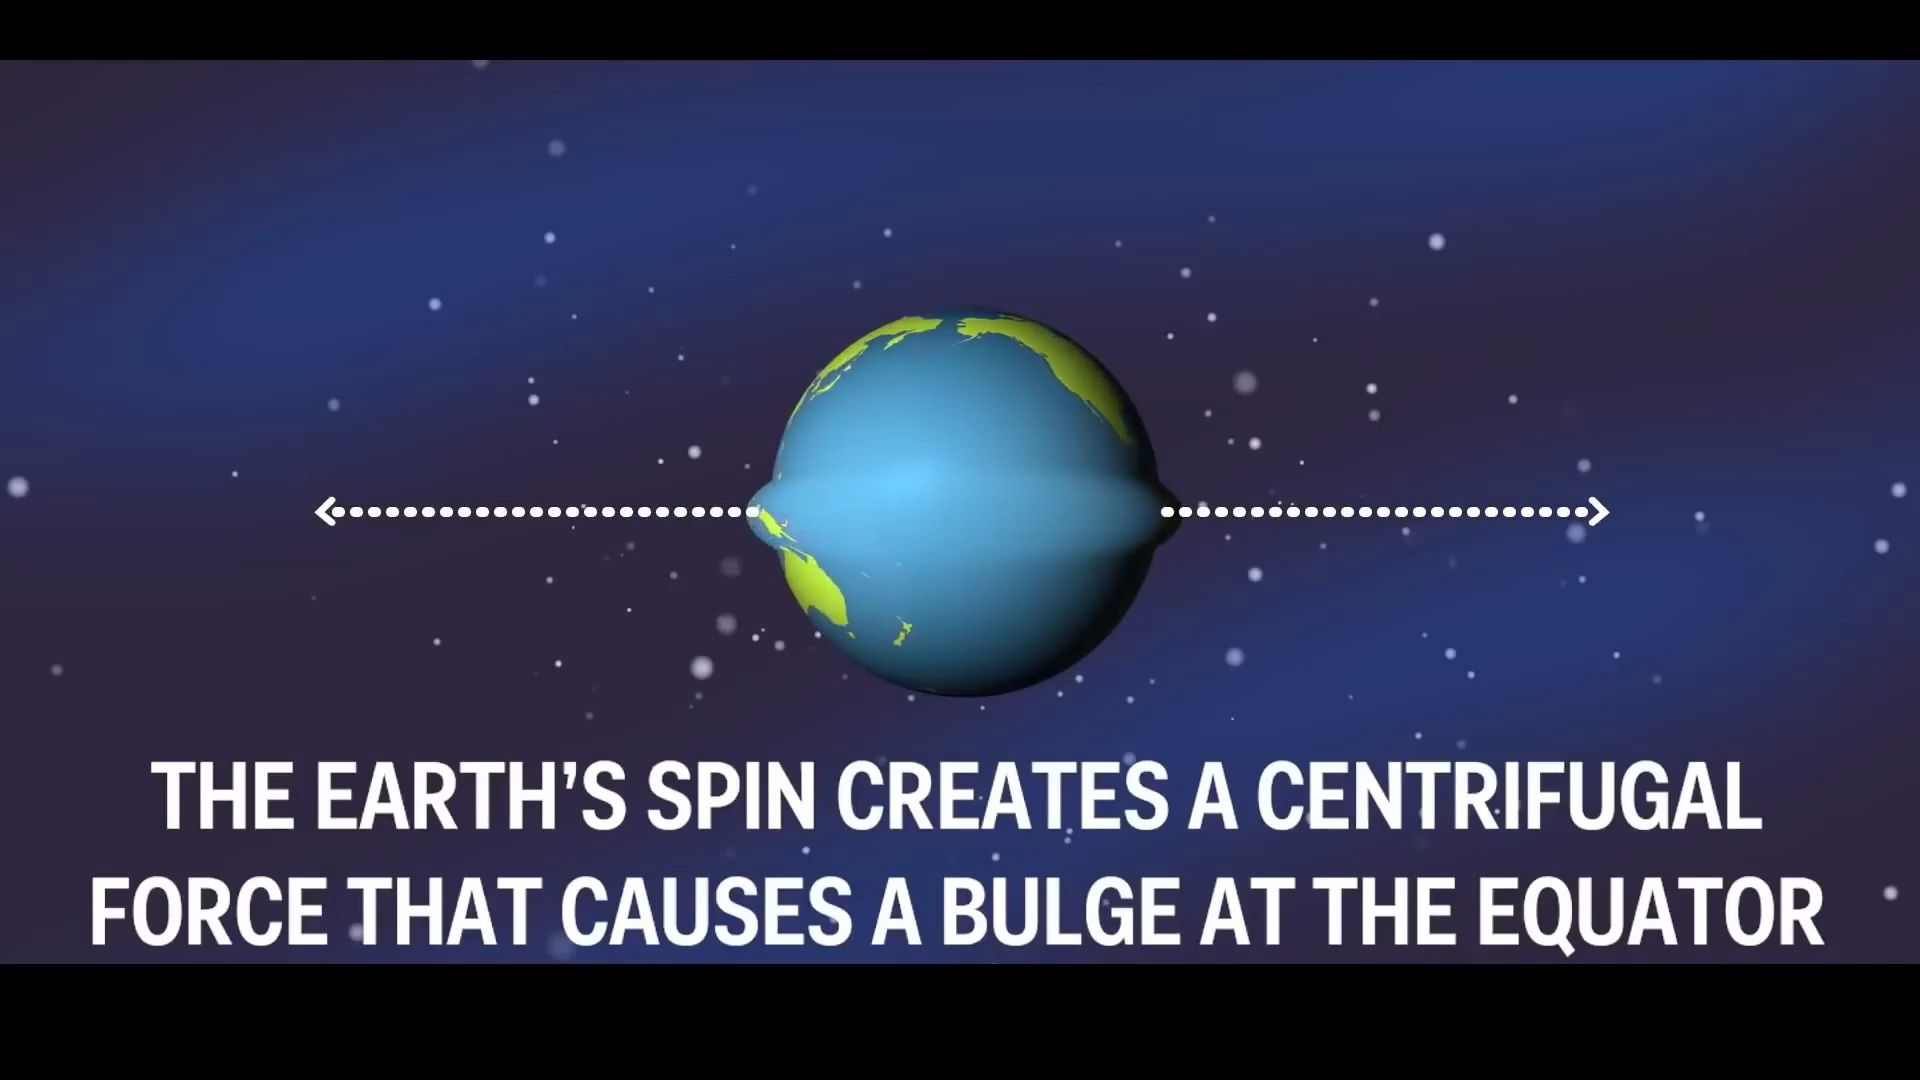 THE EARTH’S SPIN CREATES A CENTRIFUGAL
FORCE THAT CAUSES A BULGE AT THE EQUATOR